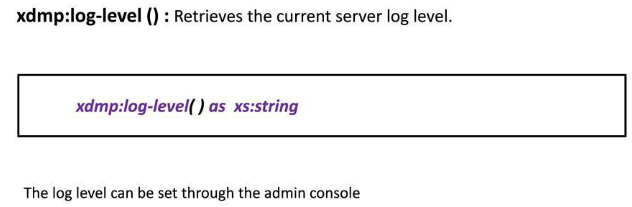 xdmp:log-level () : Retrieves the current server log level.
xdmp:log-level( ) as xs:string
The log level can be set through the admin console